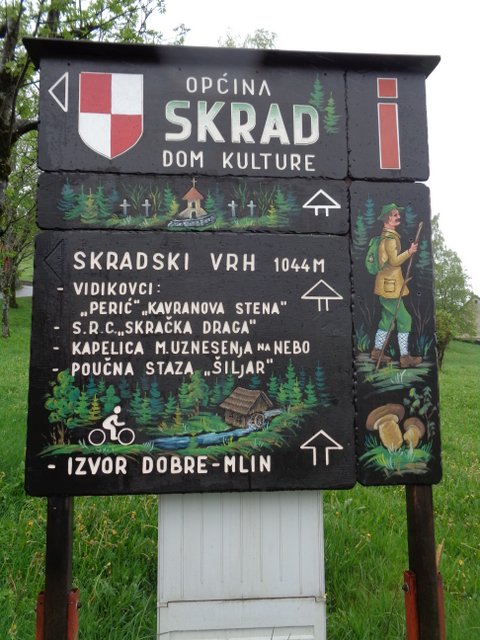 OPĆINA
SKRAD
DOM KULTURE
i
SKRADSKI VRH 1044M
- VIDIKOVCI:
„PERIĆ" „KAVRANOVA STENA"
- S.R.C. „SKRAČKA DRAGA"
- KAPELICA M.UZNESENJA NA NEBO
- POUČNA STAZA „ŠILJAR"
- IZVOR DOBRE-MLIN